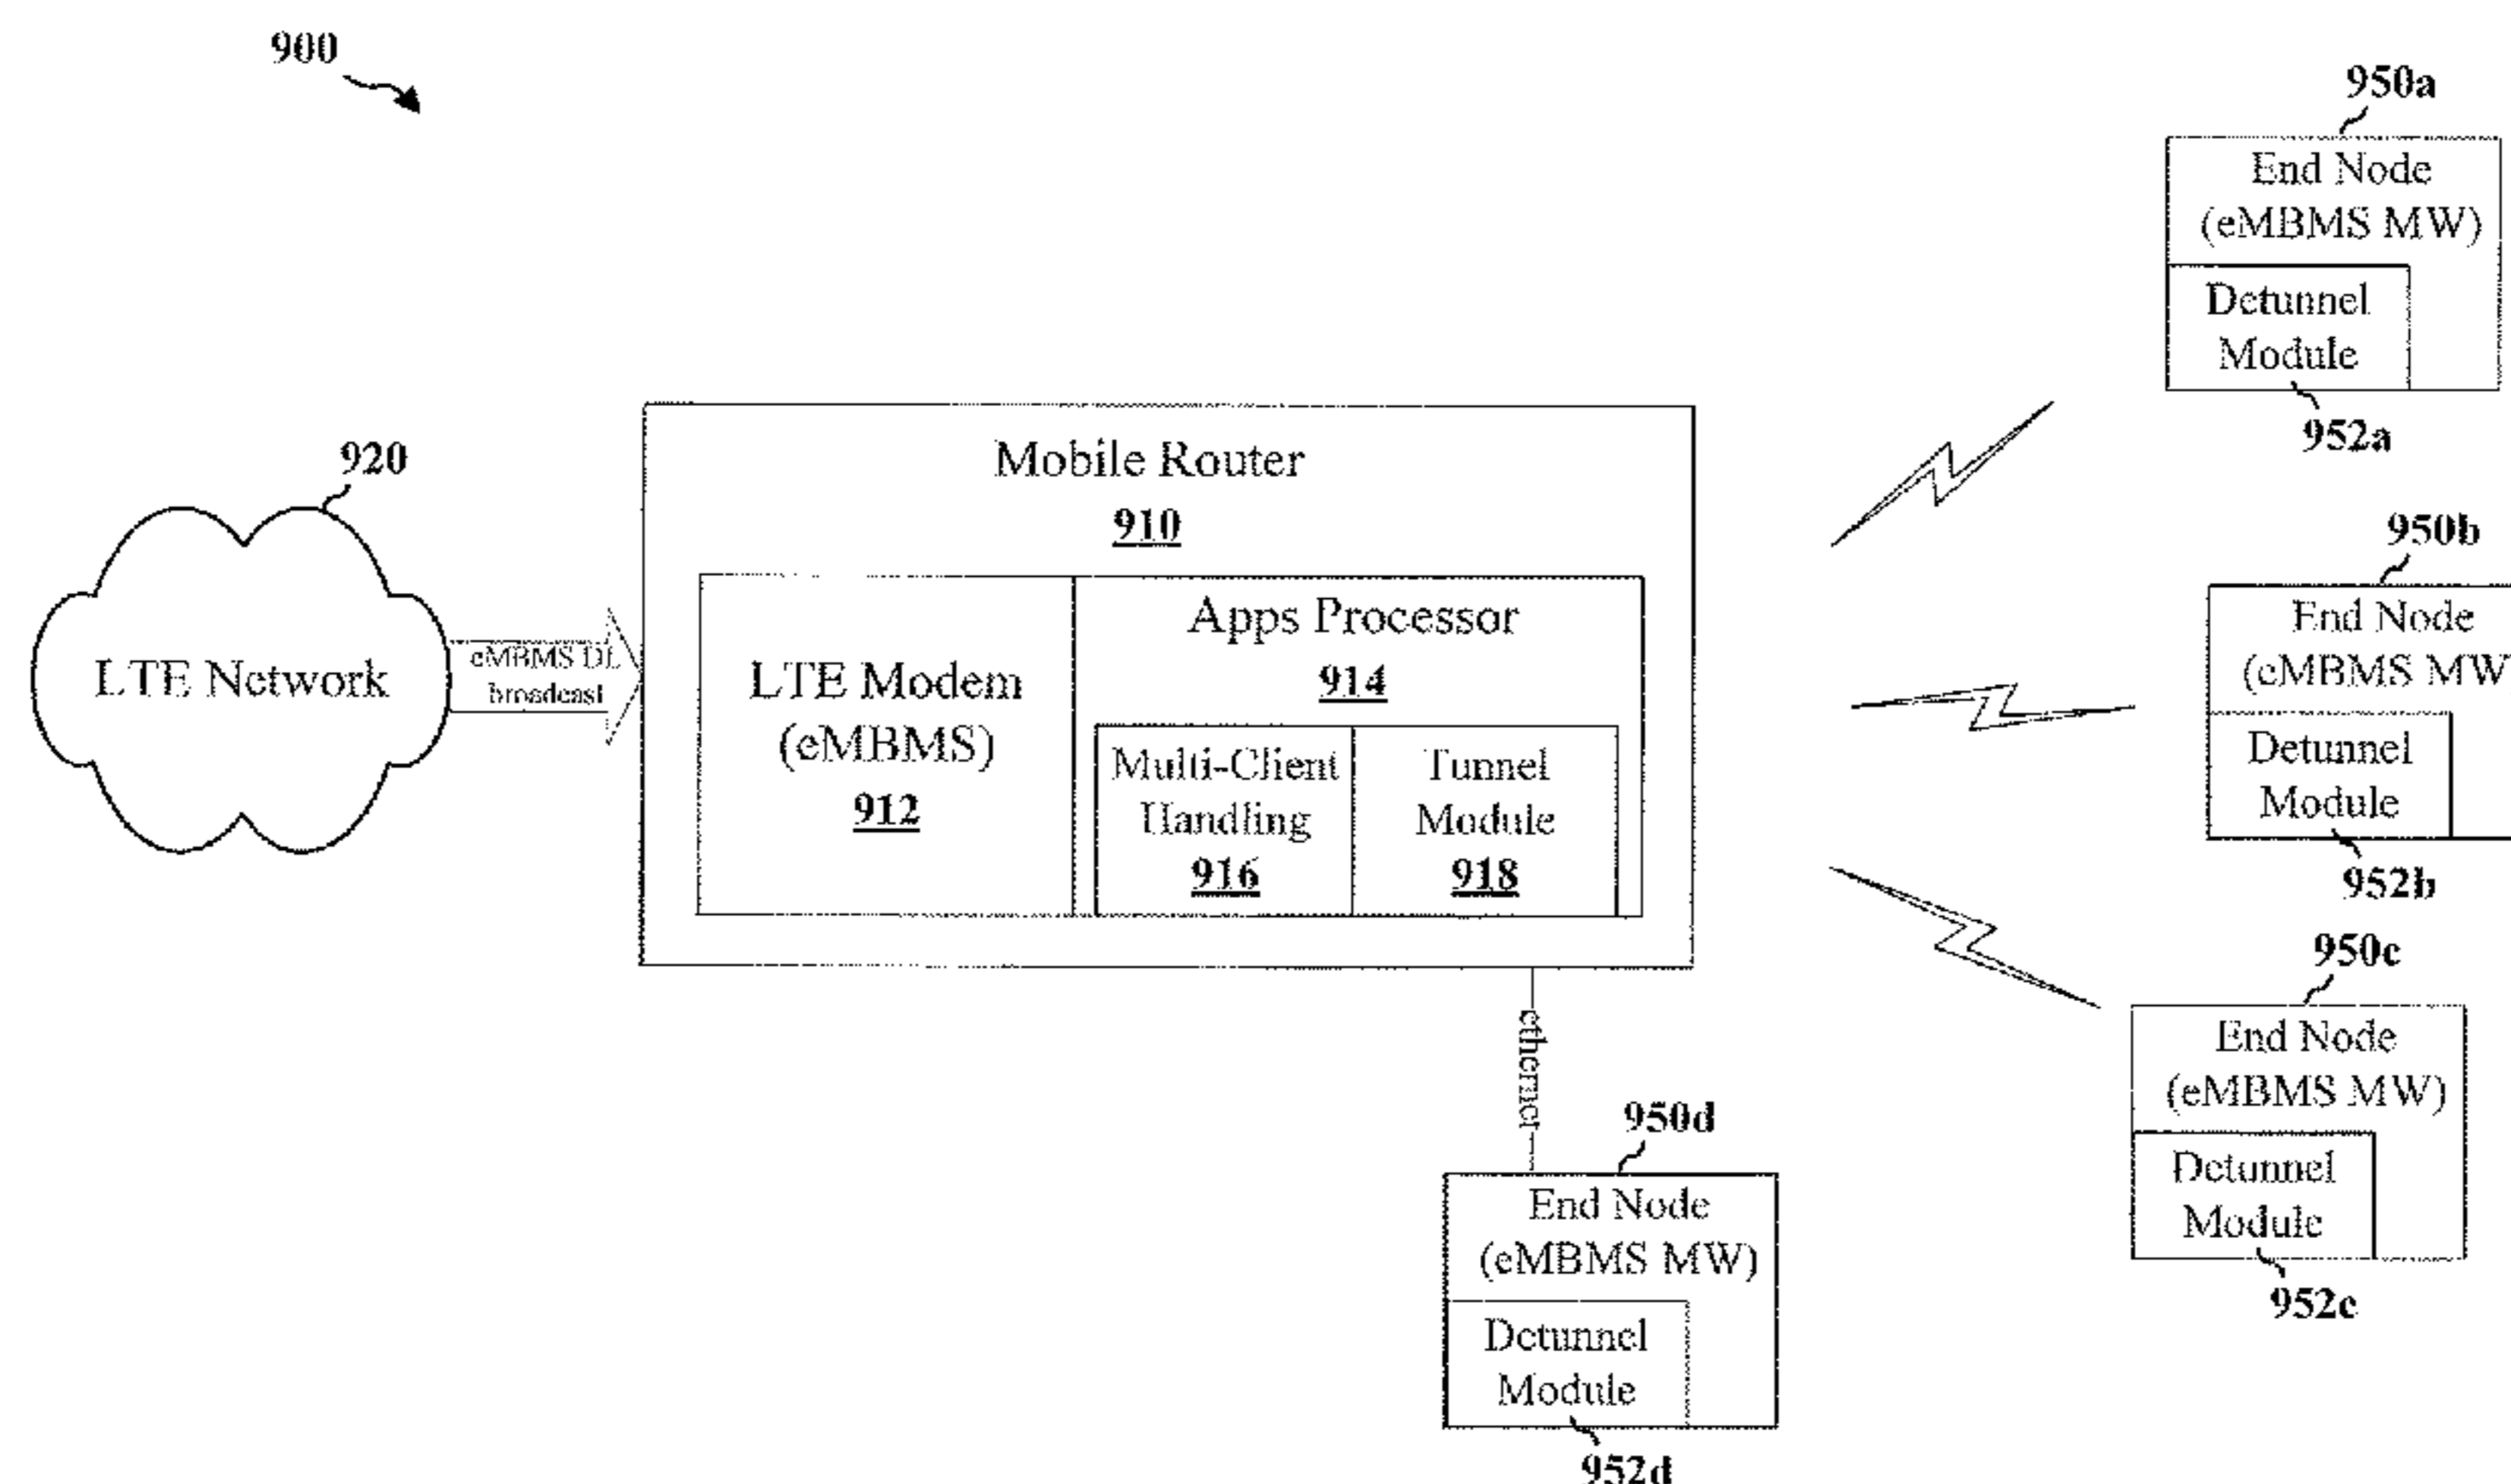 900
920
LTE Network
eMBMS DL
broadcast
Mobile Router
910
LTE Modem
(eMBMS)
912
Apps Processor
914
Multi-Client
Handling
916
Tunnel
Module
918
ethernet
950a
End Node
(eMBMS MW)
Detunnel
Module
952a
950b
End Node
(eMBMS MW
Detunnel
Module
952b
950c
End Node
(eMBMS MW)
Detunnel
Module
952c
950d
End Node
(eMBMS MW)
Detunnel
Module
952d